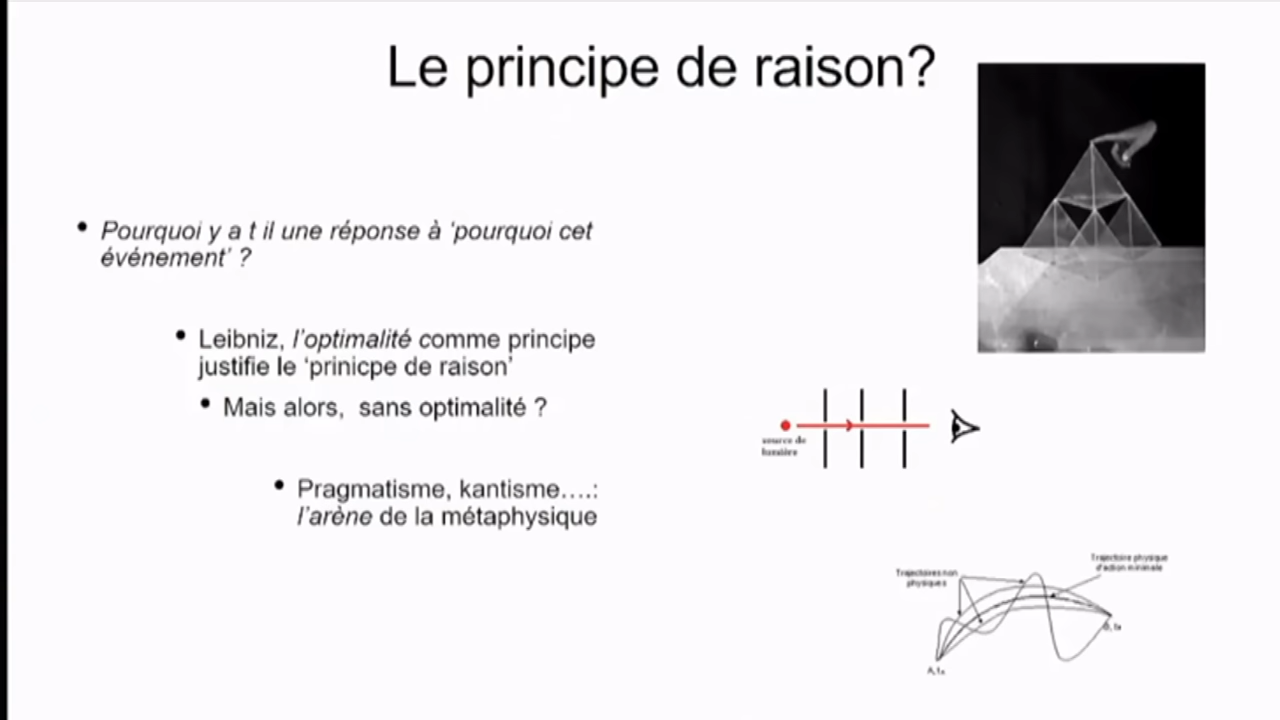 Le principe de raison?
• Pourquoi y a t il une réponse à ‘pourquoi cet
événement’ ?
• Leibniz, l’optimalité comme principe
justifie le ‘prinicpe de raison’
• Mais alors, sans optimalité ?
• Pragmatisme, kantisme….:
l’arène de la métaphysique
source de
lumière
Trajectoire physique
d'action minimale
Trajectoires non
physiques